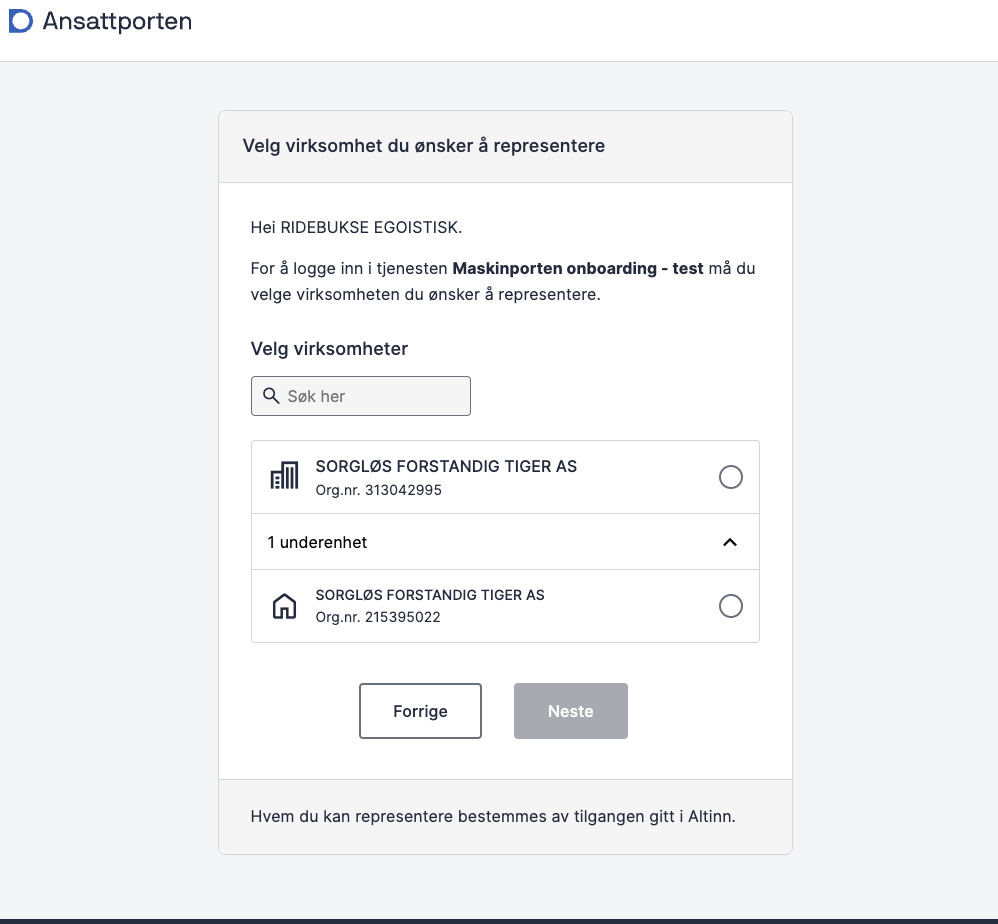 Ansattporten
Velg virksomhet du ønsker å representere
Hei RIDEBUKSE EGOISTISK.
For å logge inn i tjenesten Maskinporten onboarding - test må du
velge virksomheten du ønsker å representere.
Velg virksomheter
Søk her
SORGLØS FORSTANDIG TIGER AS
Org.nr. 313042995
1 underenhet
SORGLØS FORSTANDIG TIGER AS
Org.nr. 215395022
Forrige
Neste
Hvem du kan representere bestemmes av tilgangen gitt i Altinn.